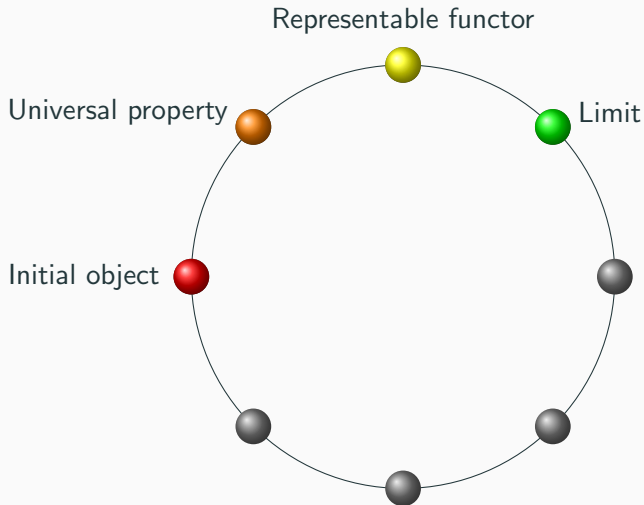 Representable functor
Universal property
Limit
Initial object